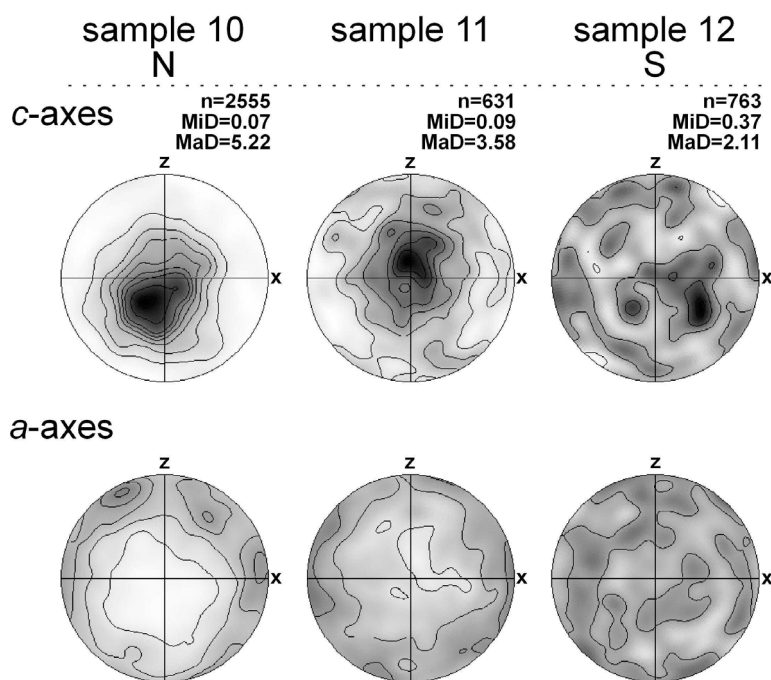 sample 10 sample 11 sample 12
N S
c-axes
n=2555 n=631 n=763
MiD=0.07 MiD=0.09 MiD=0.37
MaD=5.22 MaD=3.58 MaD=2.11
z z z
x x x
a-axes
z z z
x x x